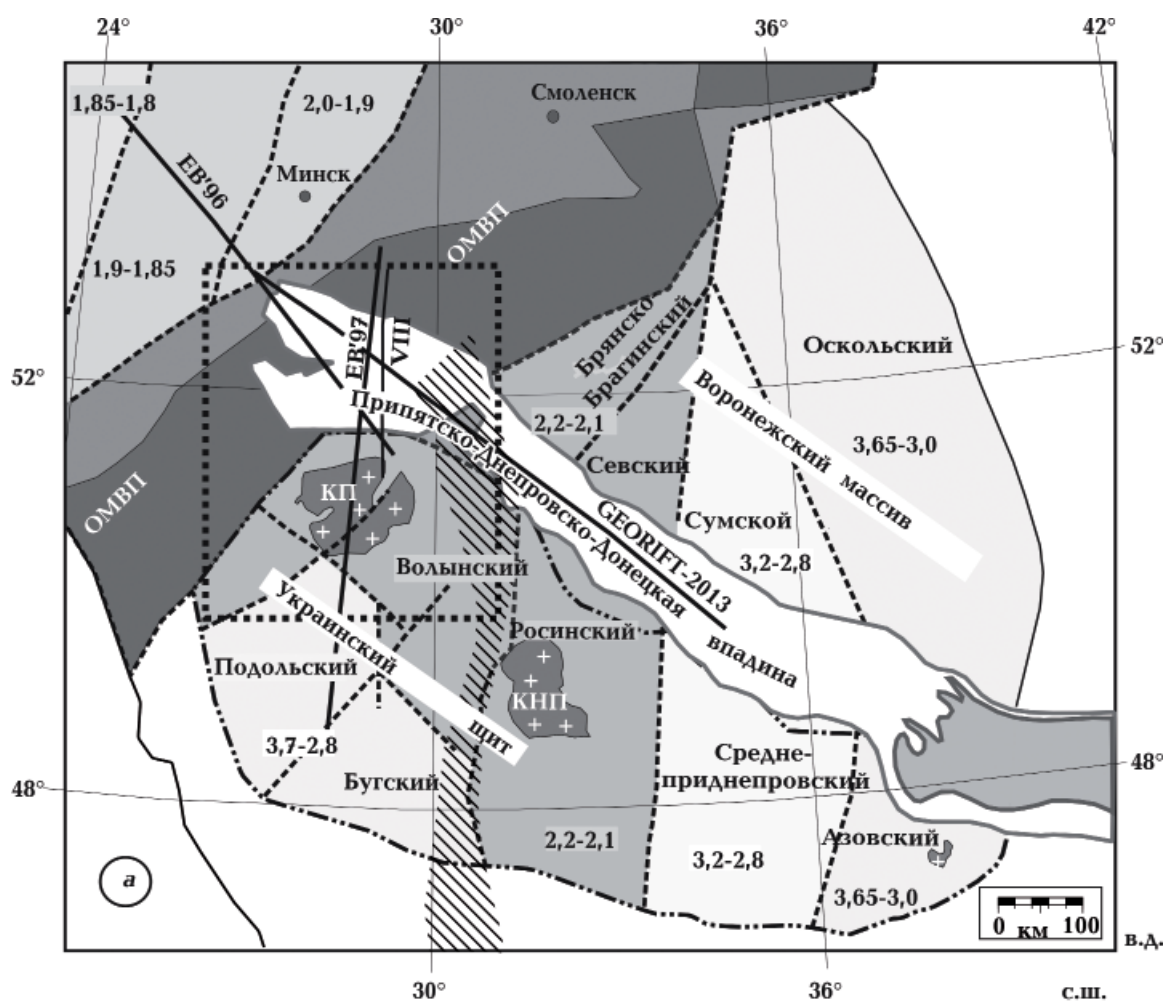 24°
30°
36°
42°
1,85-1,8
2,0-1,9
Смоленск
ЕВ'96
Минск
ОМВП
1,9-1,85
ЕВ'97
VIII
Брянско
Брагинский
Оскольский
52°
52°
Воронежский массив
Припятско-Днепровско-Донецкая
впадина
2,2-2,1
3,65-3,0
Севский
КП
ОМВП
GEORIFT-2013
Сумской
3,2-2,8
Волынский
Украинский
щит
Росинский
Подольский
КНП
3,7-2,8
Средне-
приднепровский
48°
48°
Бугский
2,2-2,1
Азовский
3,2-2,8
3,65-3,0
а
0 км 100
в.д.
30°
36°
с.ш.